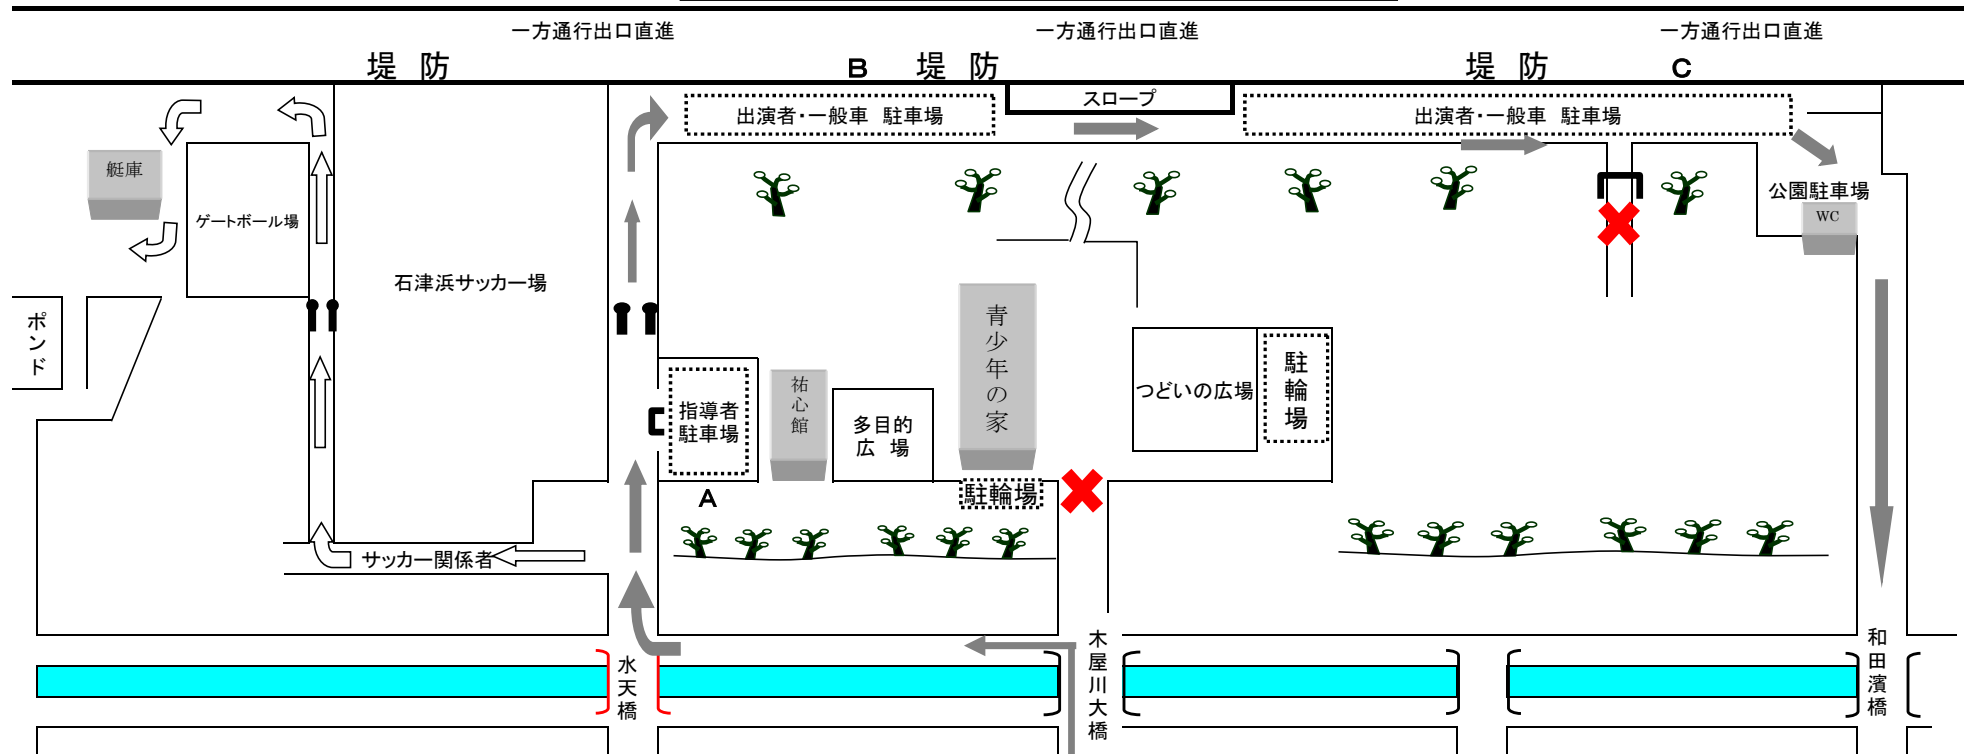 一方通行出口直進
一方通行出口直進
一方通行出口直進
堤 防
B
堤 防
堤 防
C
スロープ
出演者・一般車 駐車場
出演者・一般車 駐車場
艇庫
ゲートボール場
公園駐車場
WC
石津浜サッカー場
ポンド
青少年の家
祐心館
指導者
駐車場
多目的
広 場
つどいの広場
駐輪場
A
駐輪場
サッカー関係者
水天橋
木屋川大橋
和田濱橋